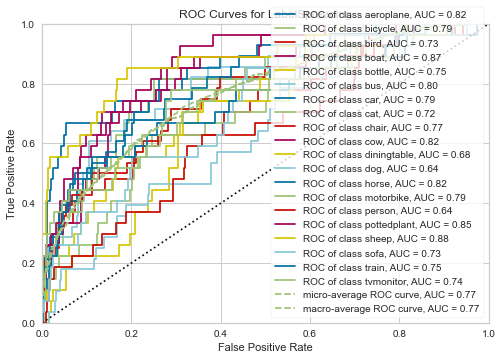 ROC Curves for
ROC of class aeroplane, AUC = 0.82
ROC of class bicycle, AUC = 0.79
ROC of class bird, AUC = 0.73
ROC of class boat, AUC = 0.87
ROC of class bottle, AUC = 0.75
ROC of class bus, AUC = 0.80
ROC of class car, AUC = 0.79
ROC of class cat, AUC = 0.72
ROC of class chair, AUC = 0.77
ROC of class cow, AUC = 0.82
ROC of class diningtable, AUC = 0.68
ROC of class dog, AUC = 0.64
ROC of class horse, AUC = 0.82
ROC of class motorbike, AUC = 0.79
ROC of class person, AUC = 0.64
ROC of class pottedplant, AUC = 0.85
ROC of class sheep, AUC = 0.88
ROC of class sofa, AUC = 0.73
ROC of class train, AUC = 0.75
ROC of class tvmonitor, AUC = 0.74
micro-average ROC curve, AUC = 0.77
macro-average ROC curve, AUC = 0.77
True Positive Rate
1.0
0.8
0.6
0.4
0.2
0.0
0.0 0.2 0.4 0.6 0.8 1.0
False Positive Rate